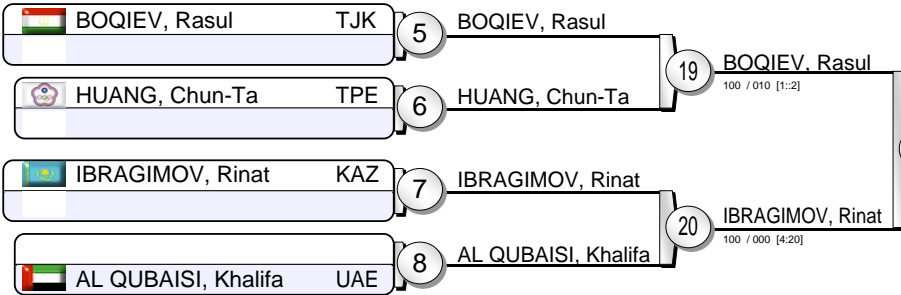 BOQIEV, Rasul TJK 5 BOQIEV, Rasul
19 BOQIEV, Rasul
100 / 010 [1::2]
HUANG, Chun-Ta TPE 6 HUANG, Chun-Ta
IBRAGIMOV, Rinat KAZ 7 IBRAGIMOV, Rinat
20 IBRAGIMOV, Rinat
100 / 000 [4:20]
8 AL QUBAISI, Khalifa
AL QUBAISI, Khalifa UAE